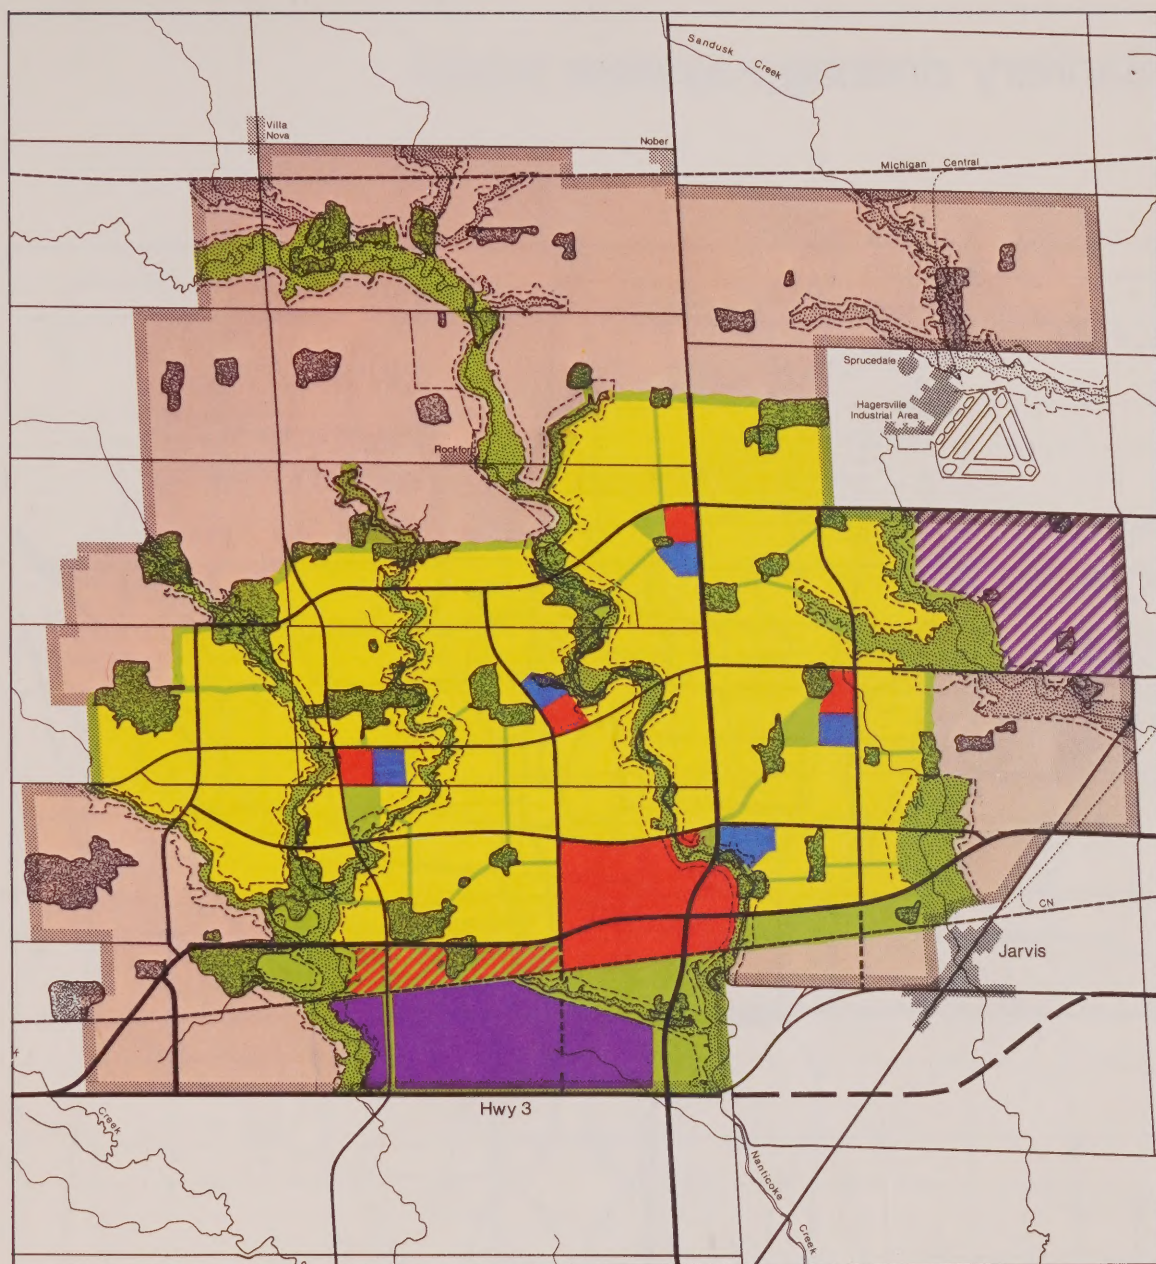 Sandusk
Creek
Villa
Nova
Nober
Michigan Central
Sprucedale
Hagersville
Industrial Area
Rockford
CN
Jarvis
Hwy 3
Creek
Nanticoke
Creek